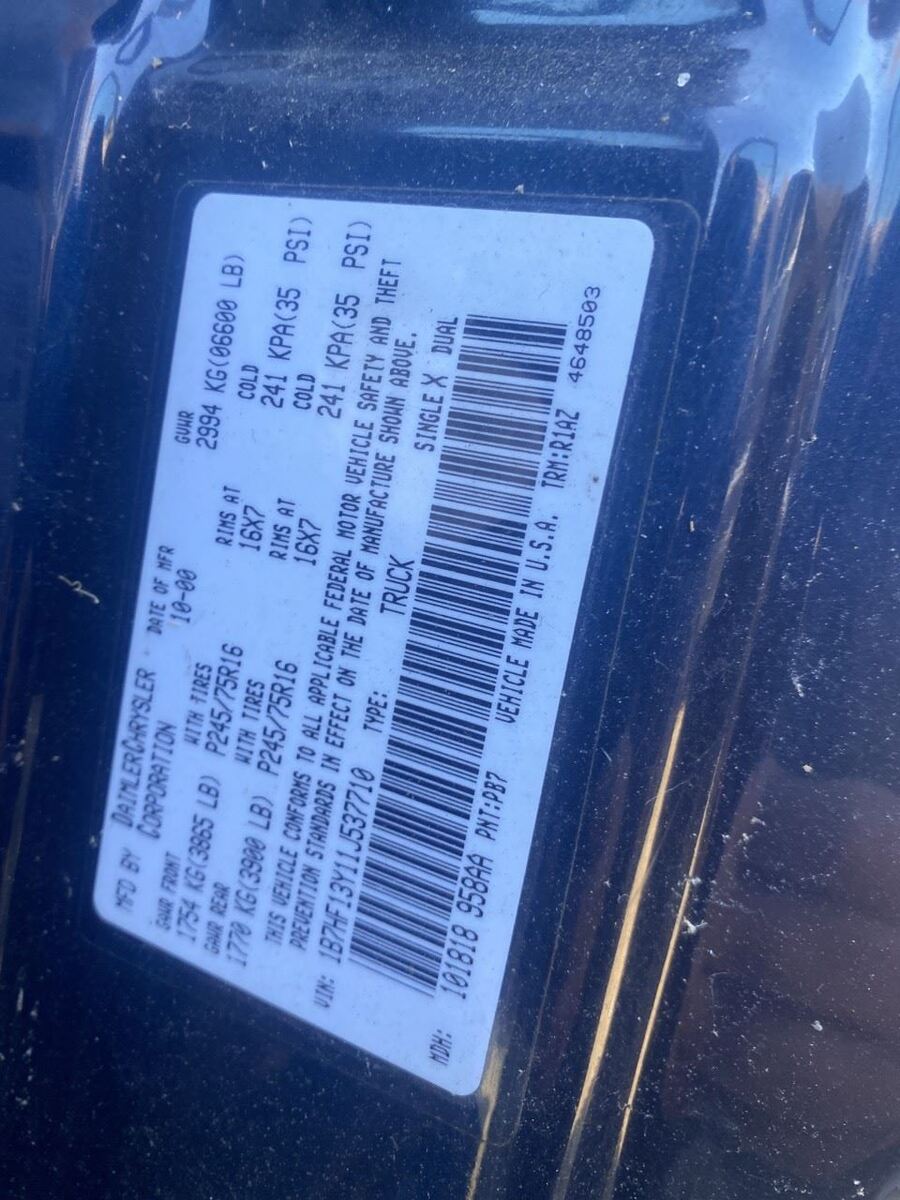 MFD BY DAIMLERCHRYSLER DATE OF MFR GVWR
CORPORATION 10-00 2994 KG(06600 LB)
GAWR FRONT WITH TIRES RIMS AT COLD
1754 KG(3865 LB) P245/75R16 16X7 241 KPA(35 PSI)
GAWR REAR WITH TIRES RIMS AT COLD
1770 KG(3900 LB) P245/75R16 16X7 241 KPA(35 PSI)
THIS VEHICLE CONFORMS TO ALL APPLICABLE FEDERAL MOTOR VEHICLE SAFETY AND THEFT
PREVENTION STANDARDS IN EFFECT ON THE DATE OF MANUFACTURE SHOWN ABOVE.
VIN: 1B7HF13Y11J537710 TYPE: TRUCK SINGLE X DUAL
MDH: 101818 958AA PNT:PB7 VEHICLE MADE IN U.S.A. TRM:R1AZ 4648503